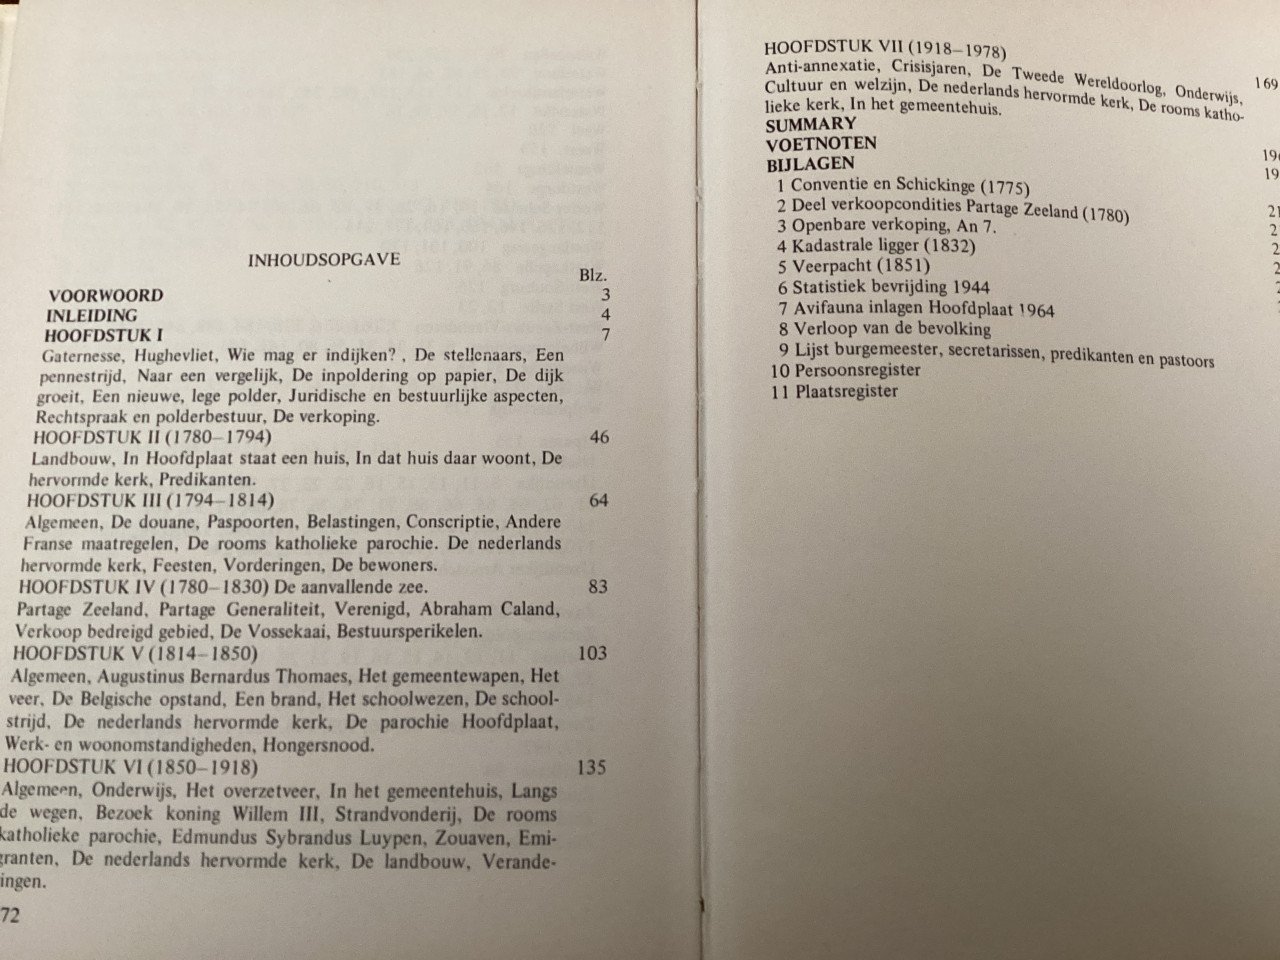 INHOUDSOPGAVE
Blz.
VOORWOORD 3
INLEIDING 4
HOOFDSTUK I 7
Gaternesse, Hughevliet, Wie mag er indijken? , De stellenaars, Een
pennestrijd, Naar een vergelijk, De inpoldering op papier, De dijk
groeit, Een nieuwe, lege polder, Juridische en bestuurlijke aspecten,
Rechtspraak en polderbestuur, De verkoping.
HOOFDSTUK II (1780–1794) 46
Landbouw, In Hoofdplaat staat een huis, In dat huis daar woont, De
hervormde kerk, Predikanten.
HOOFDSTUK III (1794–1814) 64
Algemeen, De douane, Paspoorten, Belastingen, Conscriptie, Andere
Franse maatregelen, De rooms katholieke parochie. De nederlands
hervormde kerk, Feesten, Vorderingen, De bewoners.
HOOFDSTUK IV (1780–1830) De aanvallende zee. 83
Partage Zeeland, Partage Generaliteit, Verenigd, Abraham Caland,
Verkoop bedreigd gebied, De Vossekaai, Bestuursperikelen.
HOOFDSTUK V (1814–1850) 103
Algemeen, Augustinus Bernardus Thomaes, Het gemeentewapen, Het
veer, De Belgische opstand, Een brand, Het schoolwezen, De school-
strijd, De nederlands hervormde kerk, De parochie Hoofdplaat,
Werk- en woonomstandigheden, Hongersnood.
HOOFDSTUK VI (1850–1918) 135
Algemeen, Onderwijs, Het overzetveer, In het gemeentehuis, Langs
de wegen, Bezoek koning Willem III, Strandvonderij, De rooms
katholieke parochie, Edmundus Sybrandus Luypen, Zouaven, Emi-
granten, De nederlands hervormde kerk, De landbouw, Verande-
ingen.
72
HOOFDSTUK VII (1918–1978) 169
Anti-annexatie, Crisisjaren, De Tweede Wereldoorlog, Onderwijs,
Cultuur en welzijn, De nederlands hervormde kerk, De rooms katho-
lieke kerk, In het gemeentehuis.
SUMMARY
VOETNOTEN
BIJLAGEN
1 Conventie en Schickinge (1775)
2 Deel verkoopcondities Partage Zeeland (1780)
3 Openbare verkoping, An 7.
4 Kadastrale ligger (1832)
5 Veerpacht (1851)
6 Statistiek bevrijding 1944
7 Avifauna inlagen Hoofdplaat 1964
8 Verloop van de bevolking
9 Lijst burgemeester, secretarissen, predikanten en pastoors
10 Persoonsregister
11 Plaatsregister